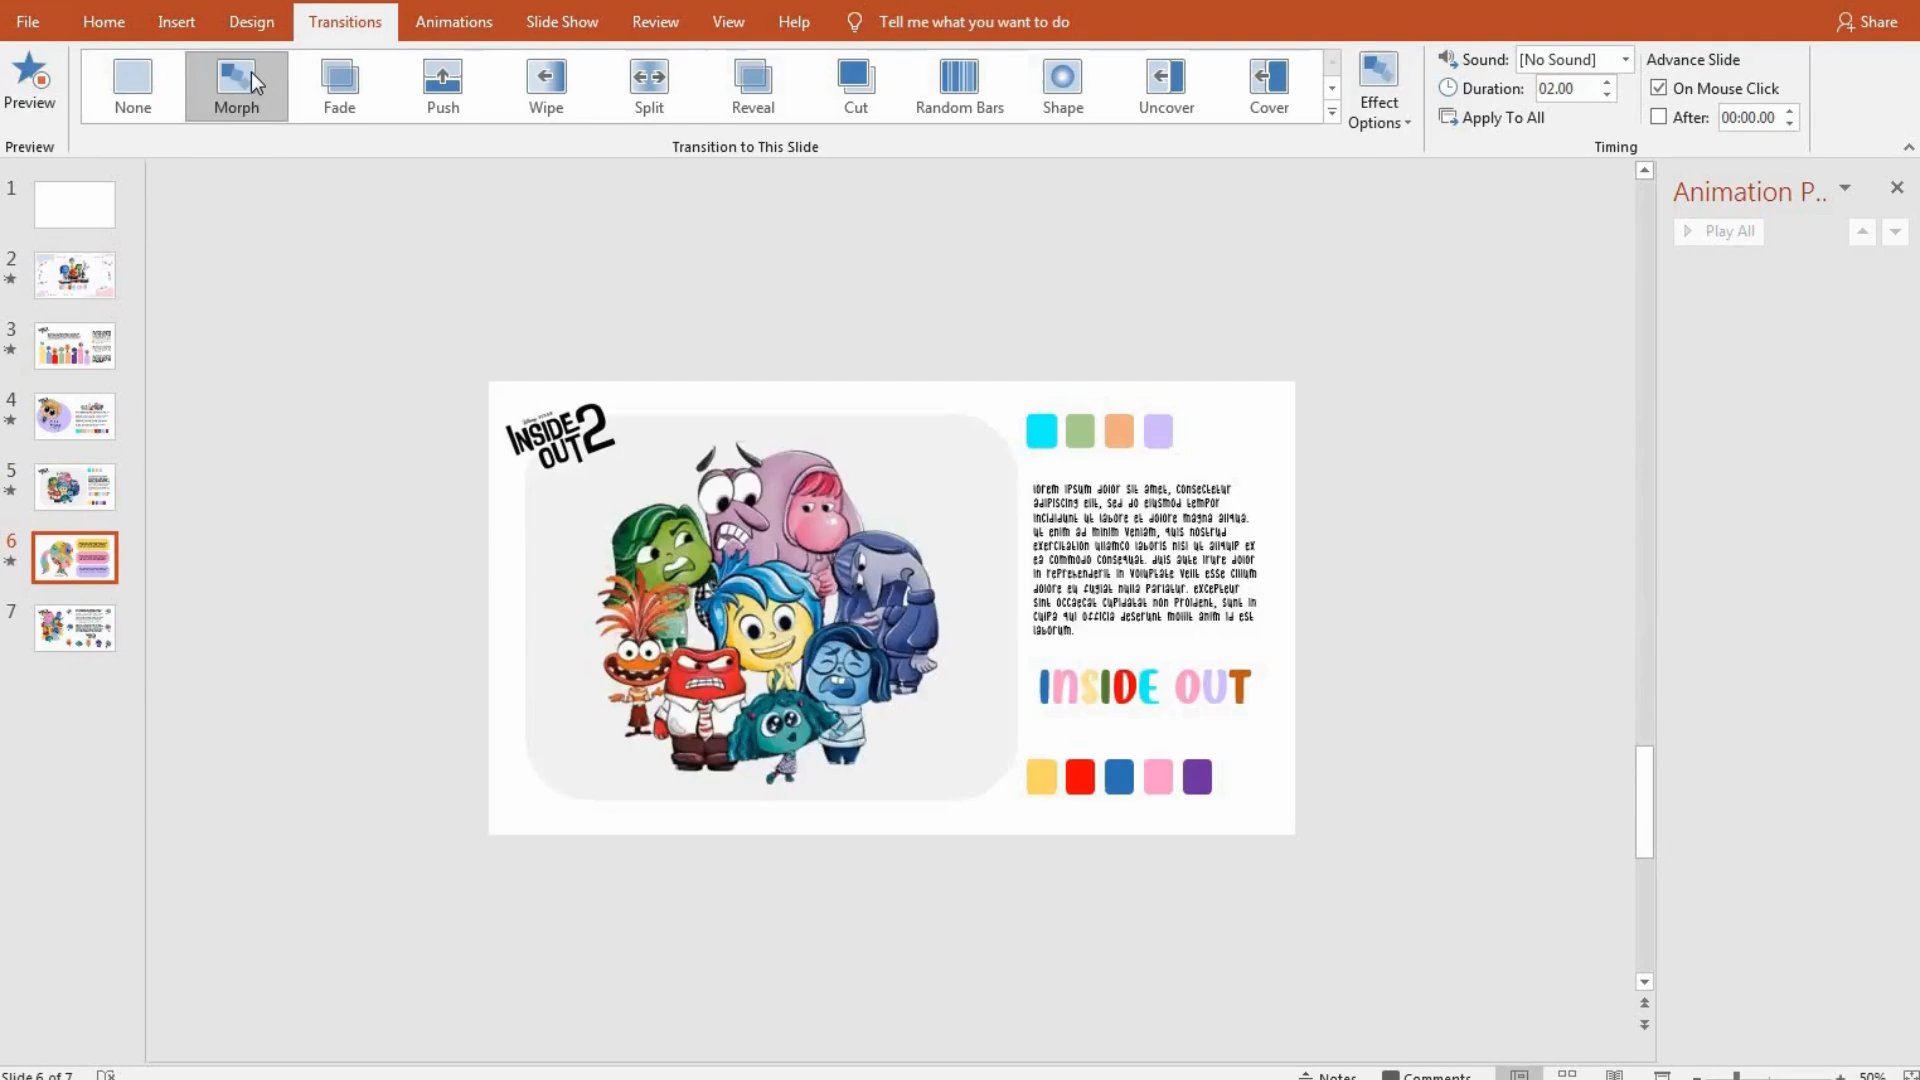 File Home Insert Design Transitions Animations Slide Show Review View Help Tell me what you want to do Share
Preview None Morph Fade Push Wipe Split Reveal Cut Random Bars Shape Uncover Cover Effect Options
Sound: [No Sound] Advance Slide
Duration: 02.00 On Mouse Click
Apply To All After: 00:00.00
Preview Transition to This Slide Timing
Animation P..
Play All
1
2
3
4
5
6
7
INSIDE
OUT 2
lorem ipsum dolor sit amet, consectetur
adipiscing elit, sed do eiusmod tempor
incididunt ut labore et dolore magna aliqua.
ut enim ad minim veniam, quis nostrud
exercitation ullamco laboris nisi ut aliquip ex
ea commodo consequat. duis aute irure dolor
in reprehenderit in voluptate velit esse cillum
dolore eu fugiat nulla pariatur. excepteur
sint occaecat cupidatat non proident, sunt in
culpa qui officia deserunt mollit anim id est
laborum.
INSIDE OUT
Slide 6 of 7 Notes Comments 50%